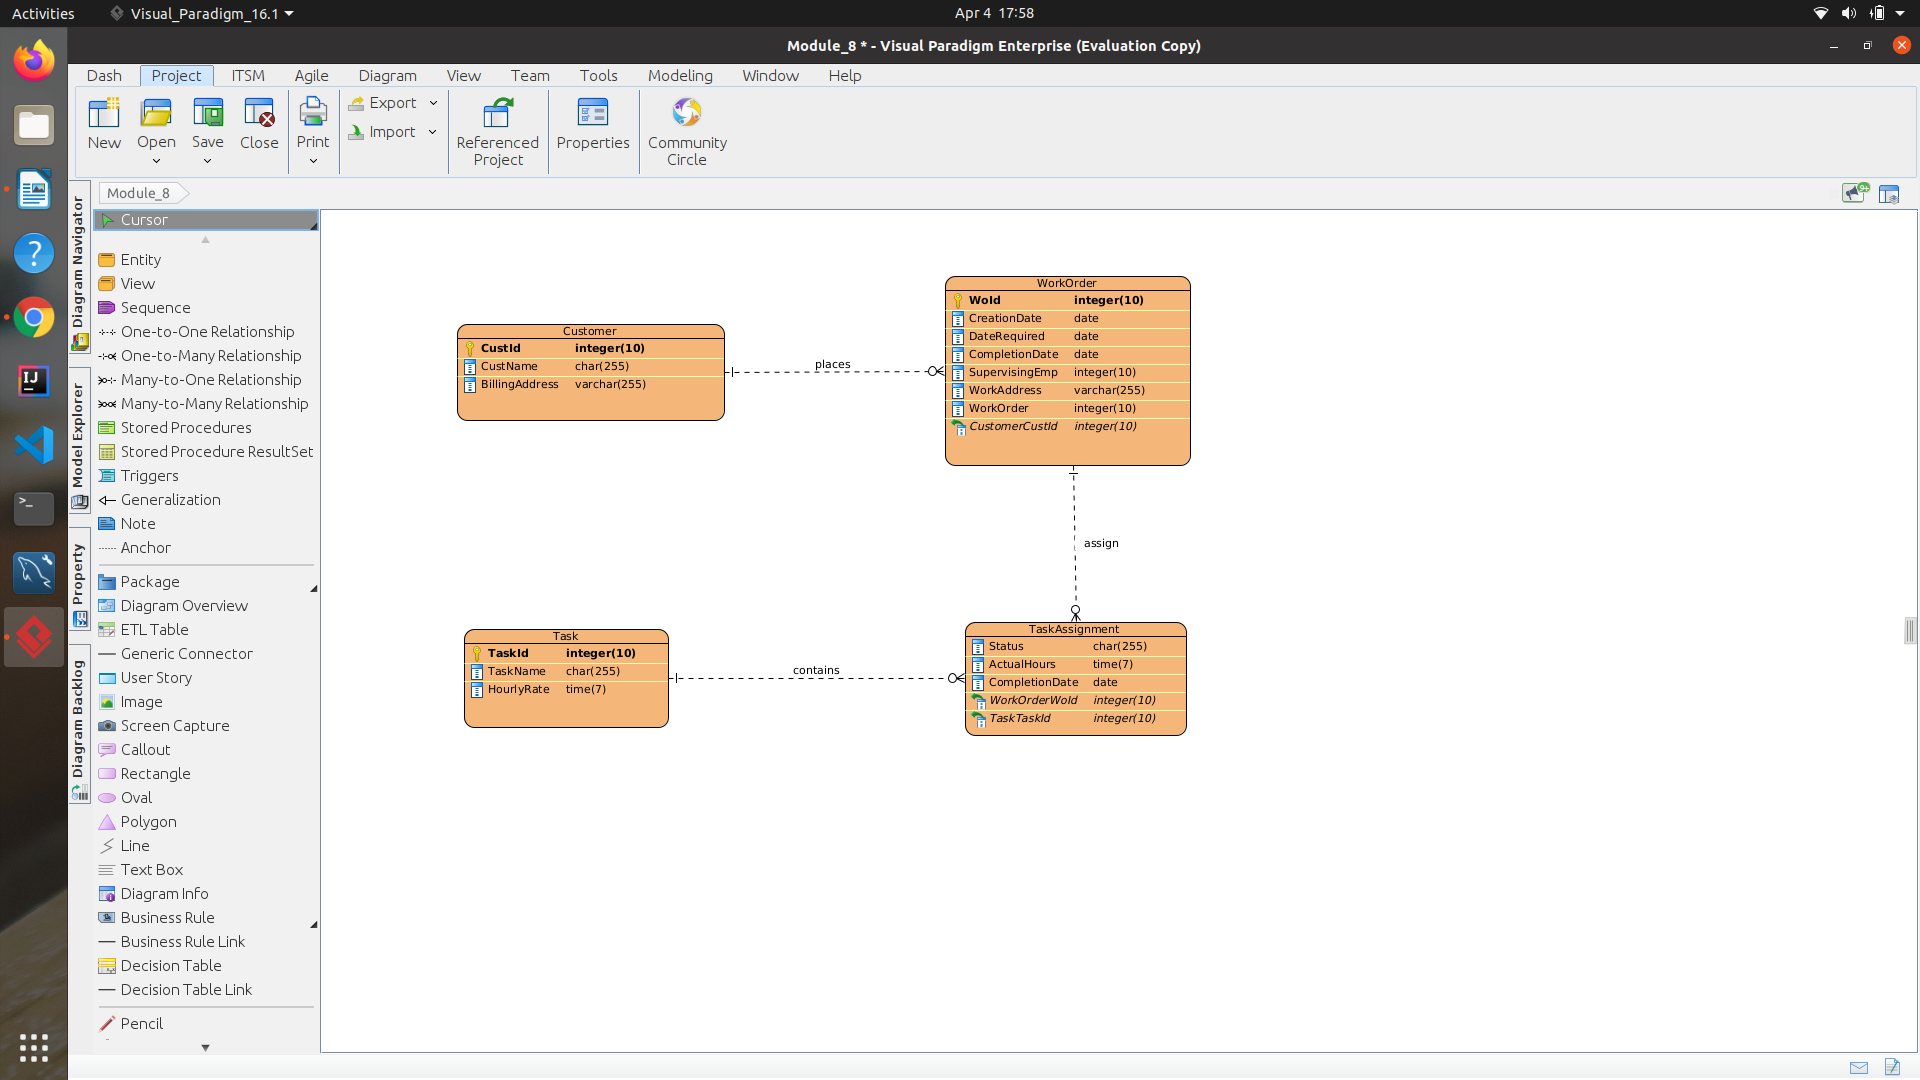 Activities
Visual_Paradigm_16.1
Apr 4 17:58
Module_8 * - Visual Paradigm Enterprise (Evaluation Copy)
Dash
Project
ITSM
Agile
Diagram
View
Team
Tools
Modeling
Window
Help
New
Open
Save
Close
Print
Export
Import
Referenced
Project
Properties
Community
Circle
Module_8
9+
Diagram Navigator
Model Explorer
Property
Diagram Backlog
Cursor
Entity
View
Sequence
One-to-One Relationship
One-to-Many Relationship
Many-to-One Relationship
Many-to-Many Relationship
Stored Procedures
Stored Procedure ResultSet
Triggers
Generalization
Note
Anchor
Package
Diagram Overview
ETL Table
Generic Connector
User Story
Image
Screen Capture
Callout
Rectangle
Oval
Polygon
Line
Text Box
Diagram Info
Business Rule
Business Rule Link
Decision Table
Decision Table Link
Pencil
Customer
CustId integer(10)
CustName char(255)
BillingAddress varchar(255)
places
WorkOrder
WoId integer(10)
CreationDate date
DateRequired date
CompletionDate date
SupervisingEmp integer(10)
WorkAddress varchar(255)
WorkOrder integer(10)
CustomerCustId integer(10)
assign
Task
TaskId integer(10)
TaskName char(255)
HourlyRate time(7)
contains
TaskAssignment
Status char(255)
ActualHours time(7)
CompletionDate date
WorkOrderWoId integer(10)
TaskTaskId integer(10)